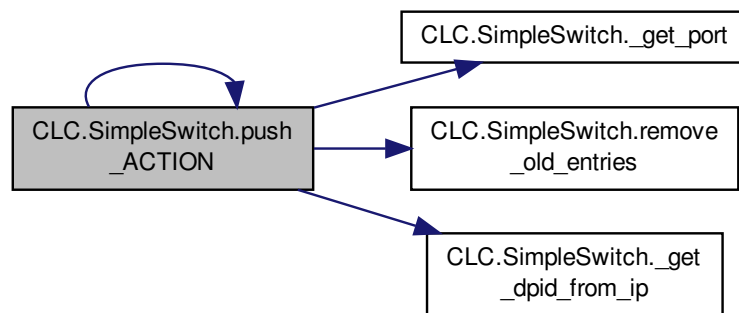 CLC.SimpleSwitch._get_port
CLC.SimpleSwitch.push
_ACTION
CLC.SimpleSwitch.remove
_old_entries
CLC.SimpleSwitch._get
_dpid_from_ip